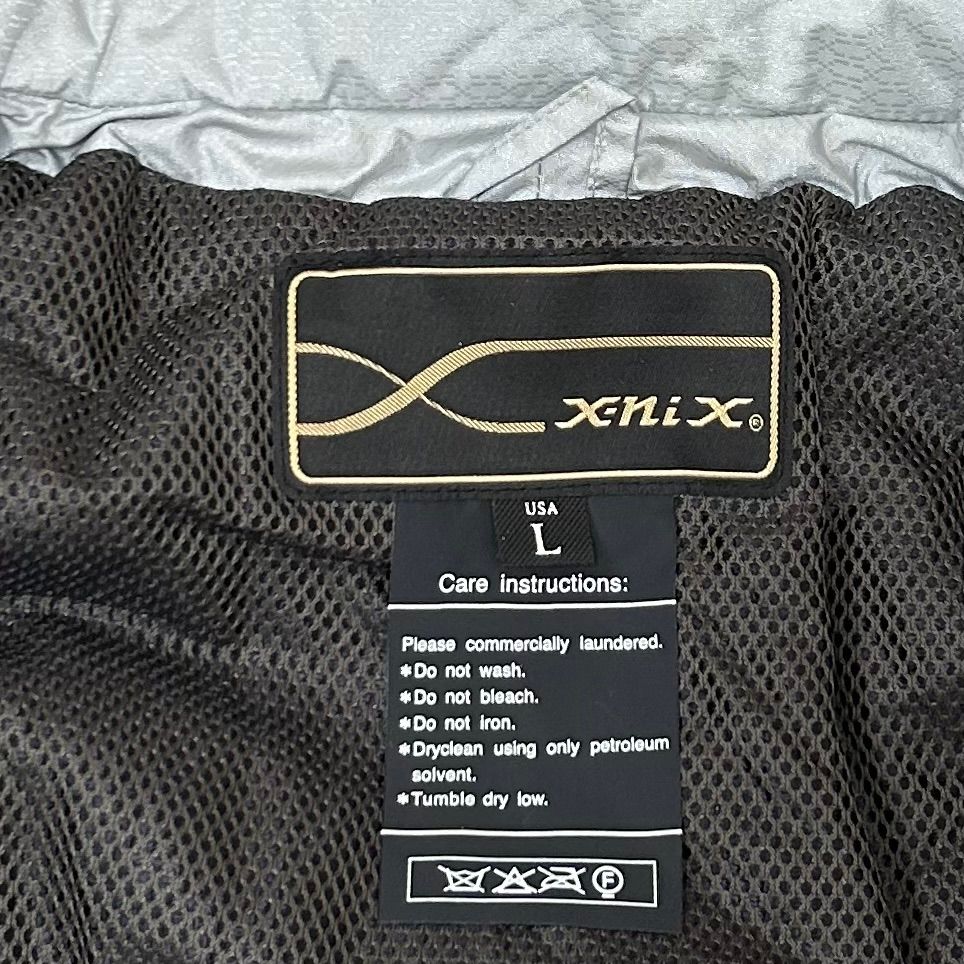 X-niX®
USA
L
Care instructions:
Please commercially laundered.
*Do not wash.
*Do not bleach.
*Do not iron.
*Dryclean using only petroleum
solvent.
*Tumble dry low.
F